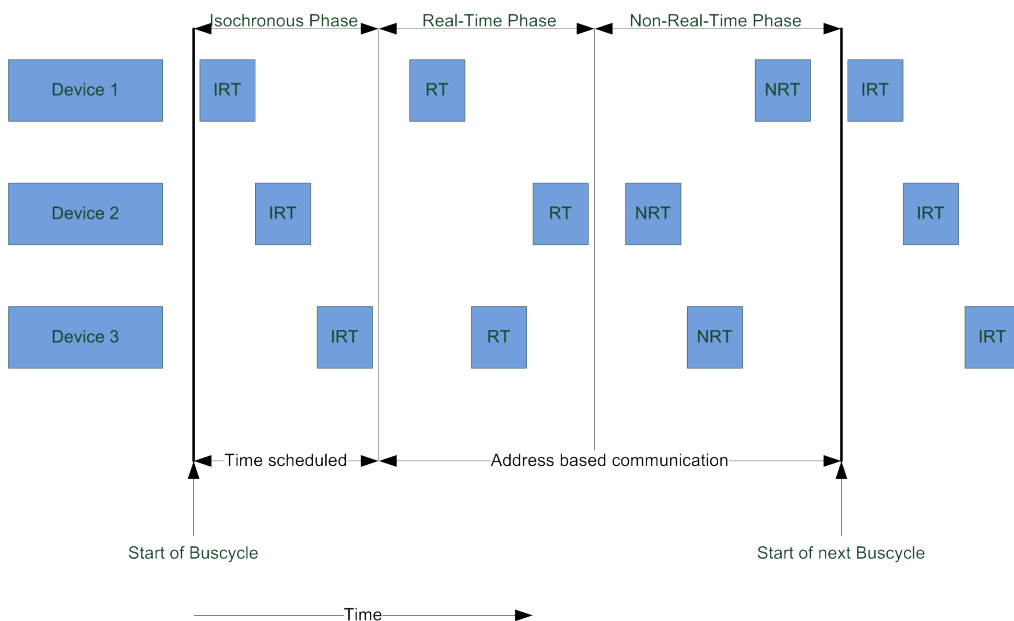 Isochronous Phase
Real-Time Phase
Non-Real-Time Phase
Device 1
IRT
RT
NRT
IRT
Device 2
IRT
RT
NRT
IRT
Device 3
IRT
RT
NRT
IRT
Time scheduled
Address based communication
Start of Buscycle
Start of next Buscycle
Time